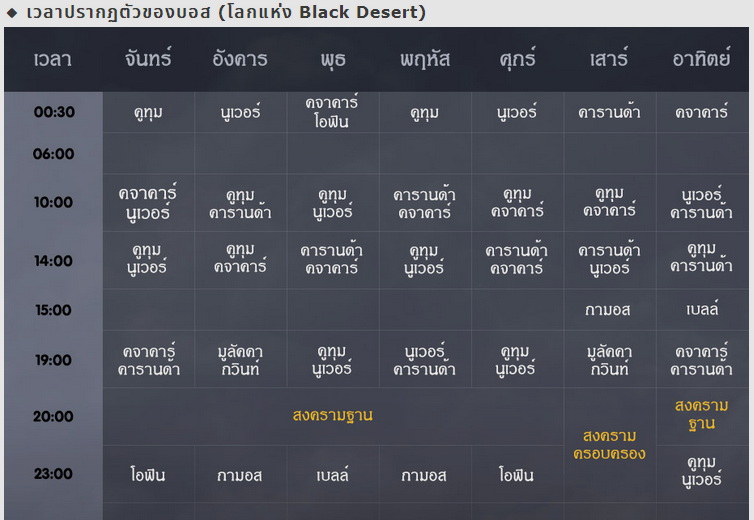 ◆ เวลาปรากฏตัวของบอส (โลกแห่ง Black Desert)
เวลา จันทร์ อังคาร พุธ พฤหัส ศุกร์ เสาร์ อาทิตย์
00:30 คูทุม นูเวอร์ คจาคาร์ โอฟิน คูทุม นูเวอร์ คารานด้า คจาคาร์
06:00
10:00 คจาคาร์ นูเวอร์ คูทุม คารานด้า คูทุม นูเวอร์ คารานด้า คจาคาร์ คูทุม คจาคาร์ คูทุม คจาคาร์ นูเวอร์ คารานด้า
14:00 คูทุม นูเวอร์ คูทุม คจาคาร์ คารานด้า คจาคาร์ คูทุม นูเวอร์ คารานด้า คจาคาร์ คารานด้า นูเวอร์ คูทุม คารานด้า
15:00 กามอส เบลล์
19:00 คจาคาร์ คารานด้า มูลัคคา กวินท์ คูทุม นูเวอร์ นูเวอร์ คารานด้า คูทุม นูเวอร์ มูลัคคา กวินท์ คจาคาร์ คารานด้า
20:00 สงครามฐาน สงคราม ครอบครอง สงคราม ฐาน
23:00 โอฟิน กามอส เบลล์ กามอส โอฟิน คูทุม นูเวอร์